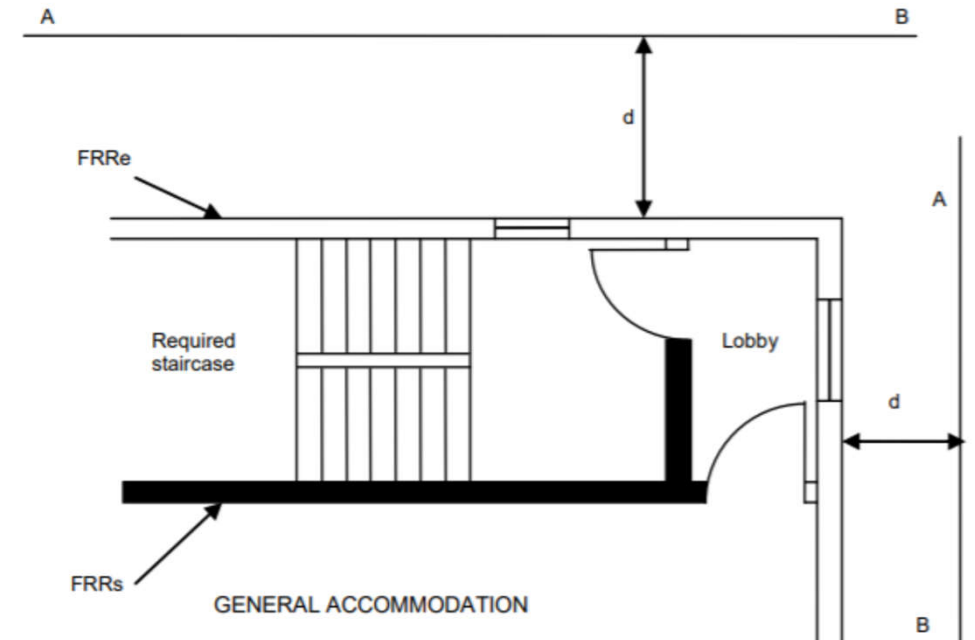 A
B
d
FRRe
A
Required
staircase
Lobby
d
FRRs
GENERAL ACCOMMODATION
B